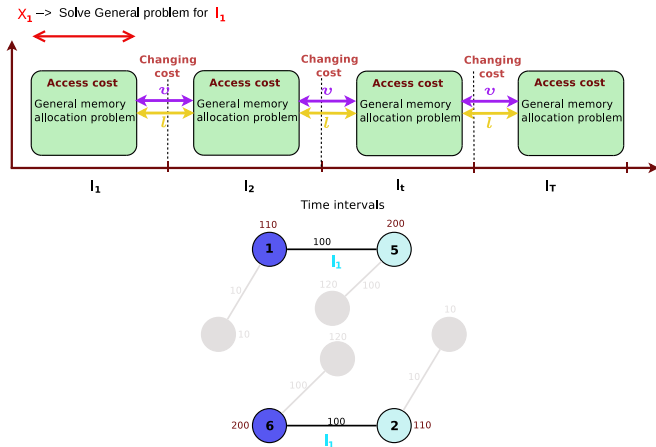 X₁ --> Solve General problem for I₁
Changing cost
Changing cost
Changing cost
Access cost
General memory allocation problem
Access cost
General memory allocation problem
Access cost
General memory allocation problem
Access cost
General memory allocation problem
v
l
v
l
v
l
I₁
I₂
Iₜ
I_T
Time intervals
110
200
1
100
5
I₁
10
100
120
10
10
120
10
100
6
100
2
200
110
I₁